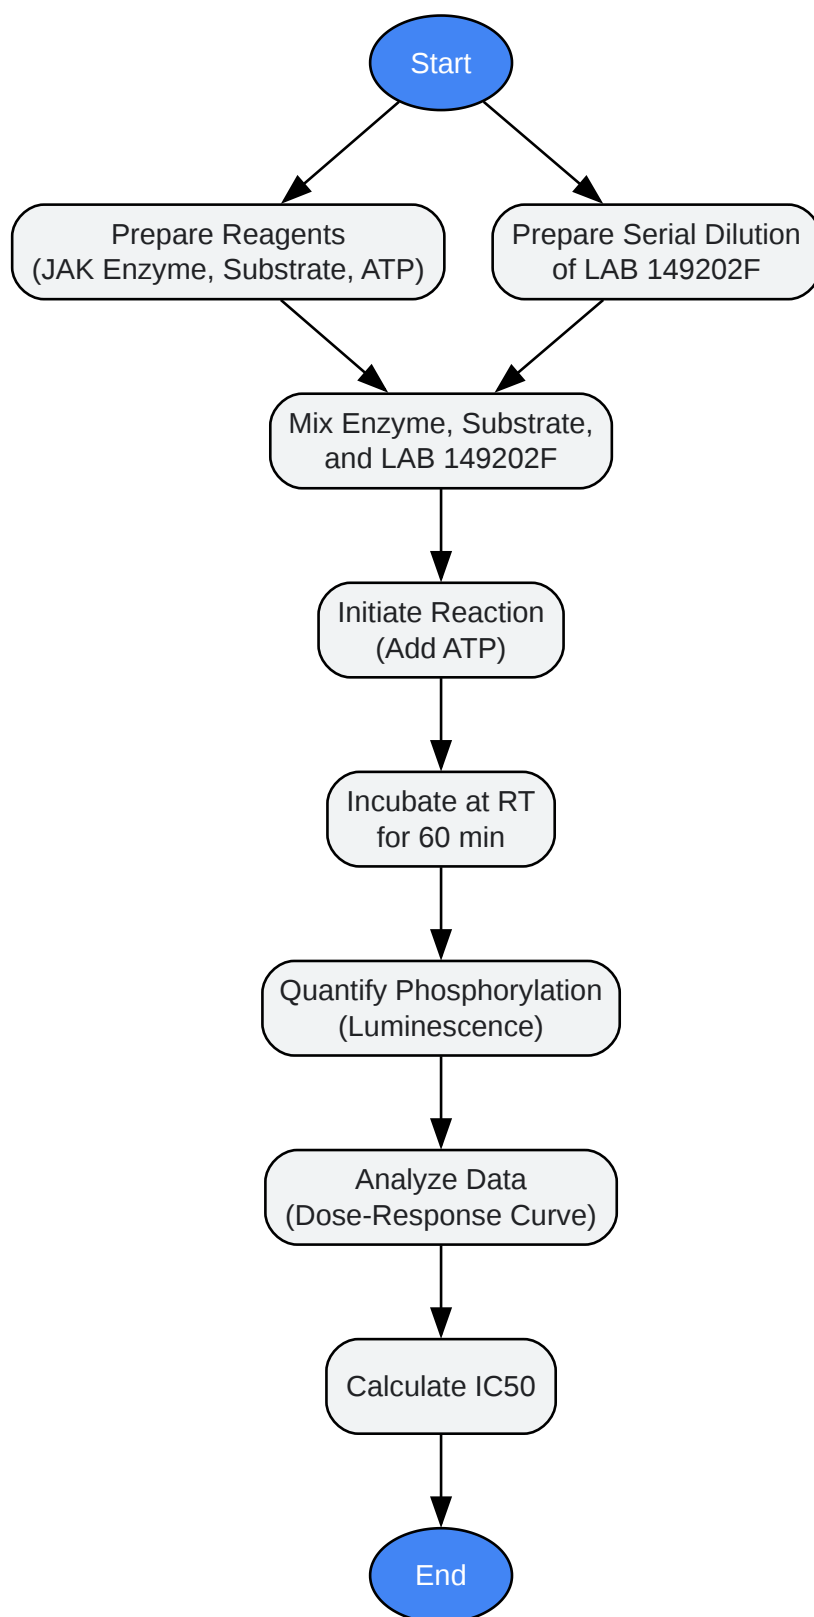 Start
Prepare Reagents
(JAK Enzyme, Substrate, ATP)
Prepare Serial Dilution
of LAB 149202F
Mix Enzyme, Substrate,
and LAB 149202F
Initiate Reaction
(Add ATP)
Incubate at RT
for 60 min
Quantify Phosphorylation
(Luminescence)
Analyze Data
(Dose-Response Curve)
Calculate IC50
End